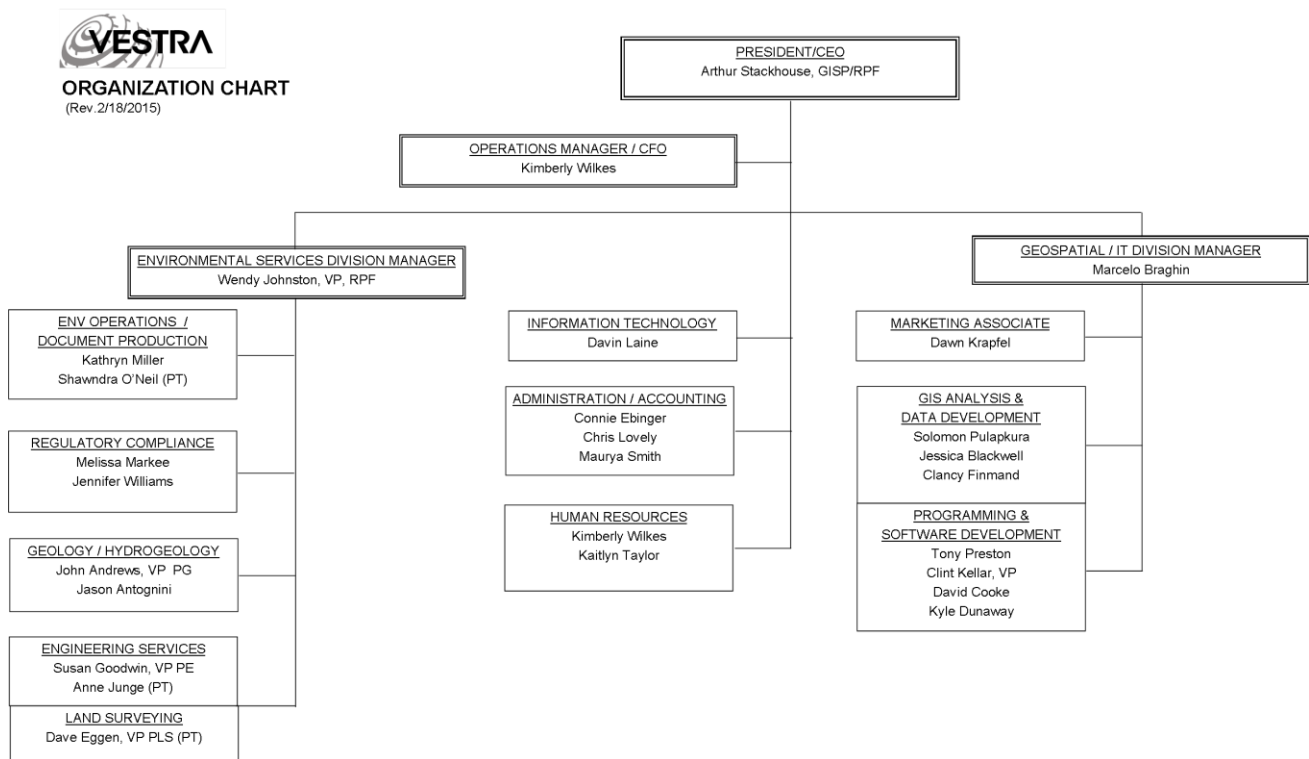 VESTRA
ORGANIZATION CHART
(Rev.2/18/2015)
PRESIDENT/CEO
Arthur Stackhouse, GISP/RPF
OPERATIONS MANAGER / CFO
Kimberly Wilkes
ENVIRONMENTAL SERVICES DIVISION MANAGER
Wendy Johnston, VP, RPF
ENV OPERATIONS /
DOCUMENT PRODUCTION
Kathryn Miller
Shawndra O'Neil (PT)
REGULATORY COMPLIANCE
Melissa Markee
Jennifer Williams
GEOLOGY / HYDROGEOLOGY
John Andrews, VP PG
Jason Antognini
ENGINEERING SERVICES
Susan Goodwin, VP PE
Anne Junge (PT)
LAND SURVEYING
Dave Eggen, VP PLS (PT)
INFORMATION TECHNOLOGY
Davin Laine
ADMINISTRATION / ACCOUNTING
Connie Ebinger
Chris Lovely
Maurya Smith
HUMAN RESOURCES
Kimberly Wilkes
Kaitlyn Taylor
GEOSPATIAL / IT DIVISION MANAGER
Marcelo Braghin
MARKETING ASSOCIATE
Dawn Krapfel
GIS ANALYSIS &
DATA DEVELOPMENT
Solomon Pulapkura
Jessica Blackwell
Clancy Finmand
PROGRAMMING &
SOFTWARE DEVELOPMENT
Tony Preston
Clint Kellar, VP
David Cooke
Kyle Dunaway